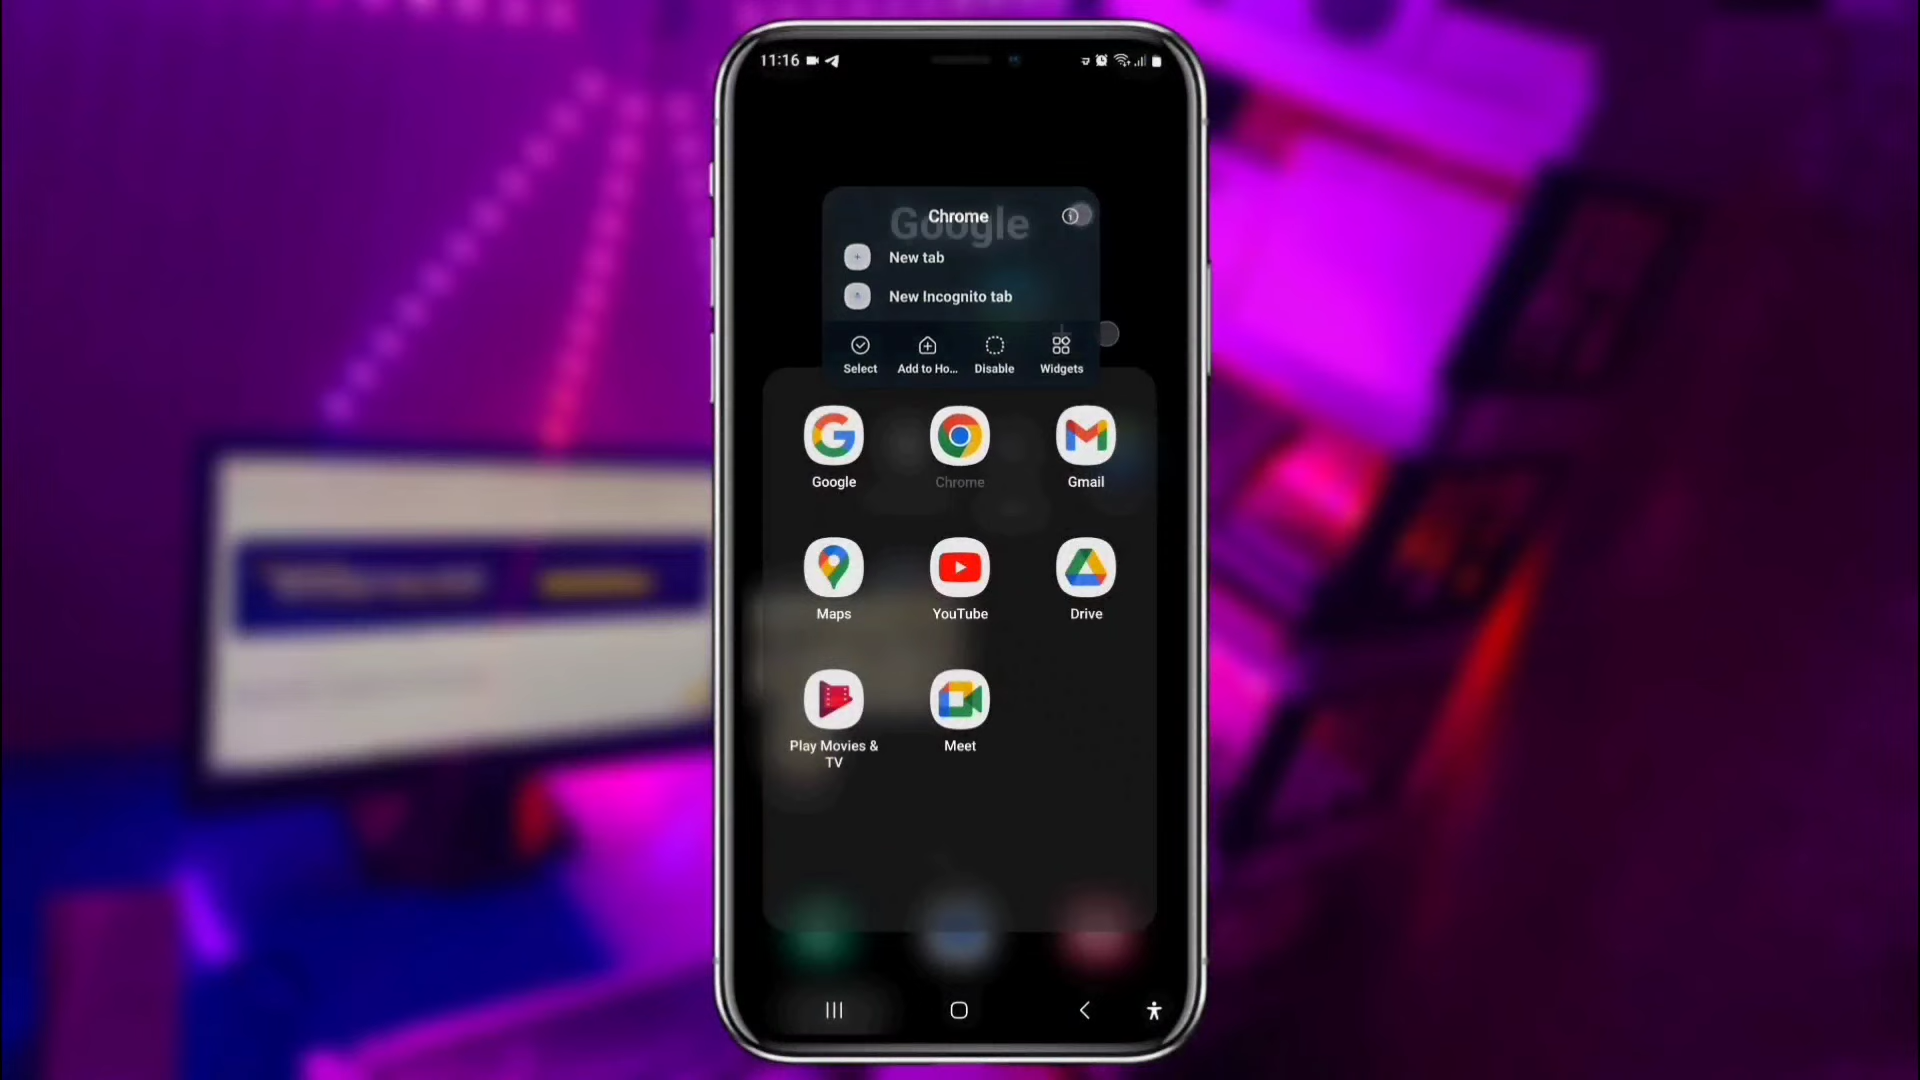 11:16
Google
Chrome
New tab
New Incognito tab
Select
Add to Ho...
Disable
Widgets
Google
Chrome
Gmail
Maps
YouTube
Drive
Play Movies &
TV
Meet